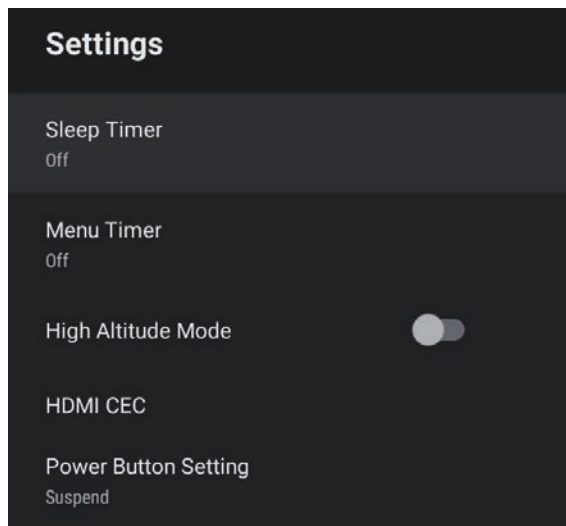 Settings
Sleep Timer
Off
Menu Timer
Off
High Altitude Mode
HDMI CEC
Power Button Setting
Suspend